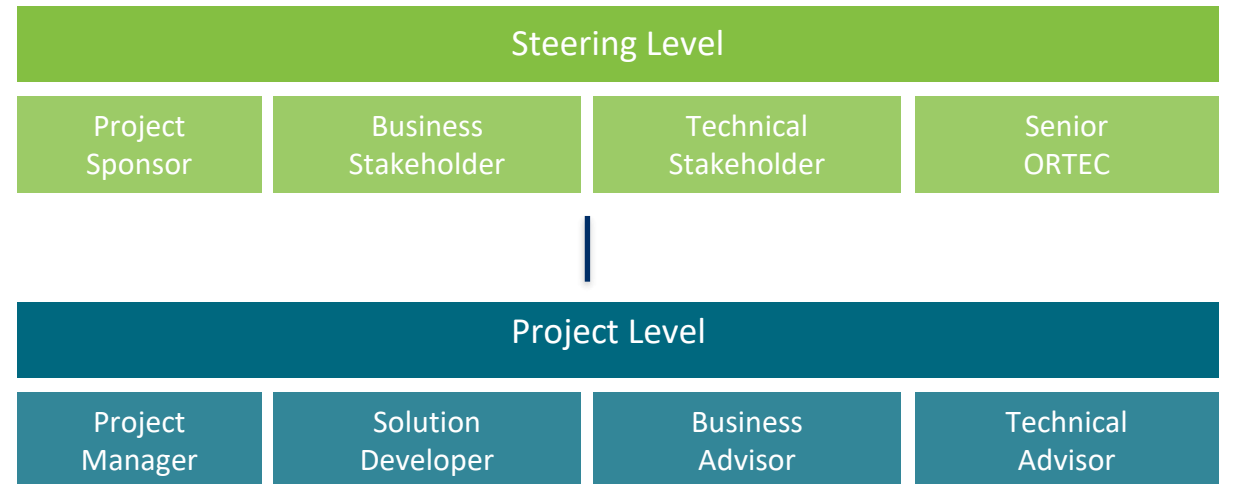 Steering Level
Project
Sponsor
Business
Stakeholder
Technical
Stakeholder
Senior
ORTEC
Project Level
Project
Manager
Solution
Developer
Business
Advisor
Technical
Advisor